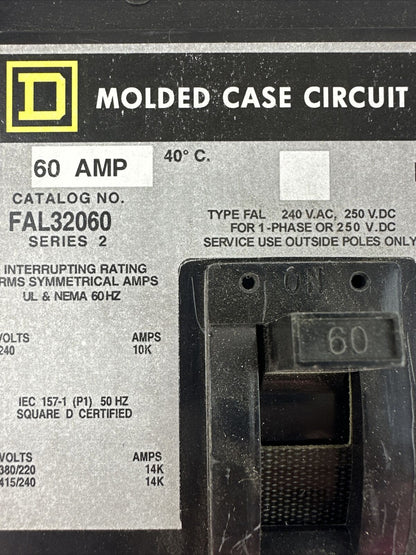 D MOLDED CASE CIRCUIT
60 AMP 40° C.
CATALOG NO.
FAL32060
SERIES 2
TYPE FAL 240 V.AC, 250 V.DC
FOR 1-PHASE OR 250 V.DC
SERVICE USE OUTSIDE POLES ONLY
INTERRUPTING RATING
RMS SYMMETRICAL AMPS
UL & NEMA 60 HZ
ON
60
VOLTS AMPS
240 10K
IEC 157-1 (P1) 50 HZ
SQUARE D CERTIFIED
VOLTS AMPS
380/220 14K
415/240 14K